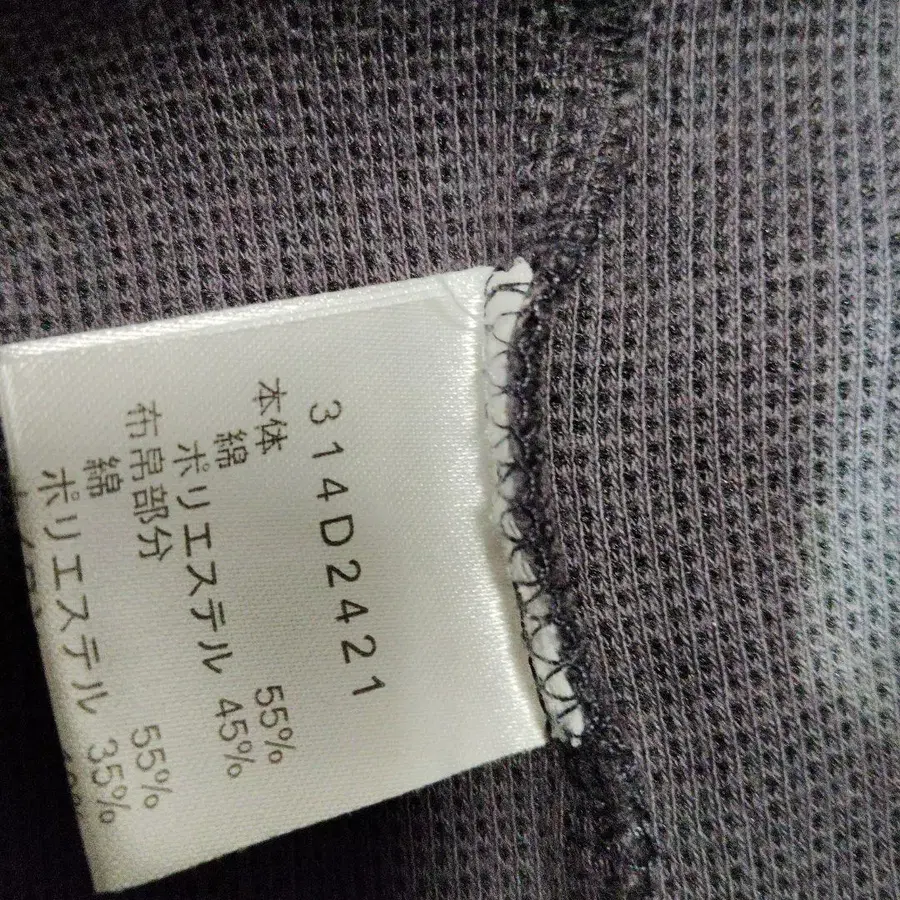 314D2421
本体
綿 55%
ポリエステル 45%
布帛部分
綿 55%
ポリエステル 35%